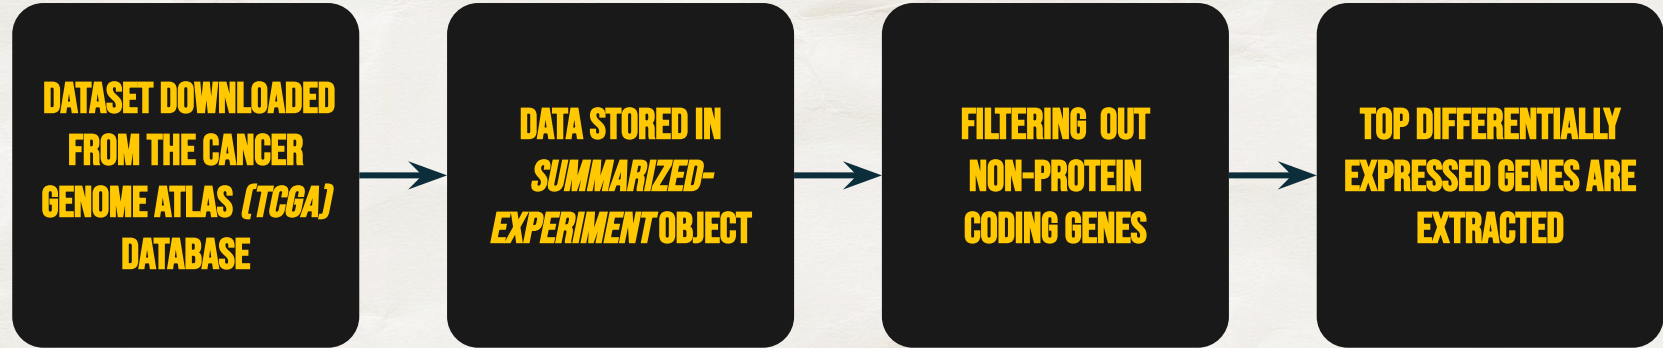 DATASET DOWNLOADED
FROM THE CANCER
GENOME ATLAS (TCGA)
DATABASE
DATA STORED IN
SUMMARIZED-
EXPERIMENT OBJECT
FILTERING OUT
NON-PROTEIN
CODING GENES
TOP DIFFERENTIALLY
EXPRESSED GENES ARE
EXTRACTED